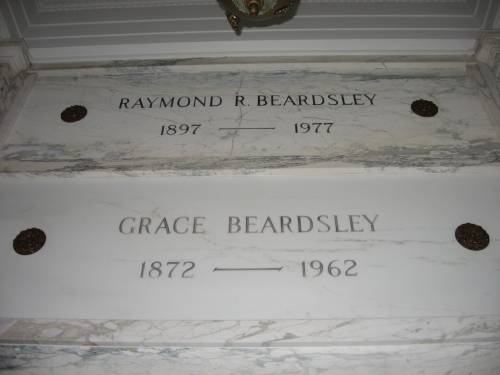 RAYMOND R. BEARDSLEY
1897 — 1977
GRACE BEARDSLEY
1872 — 1962